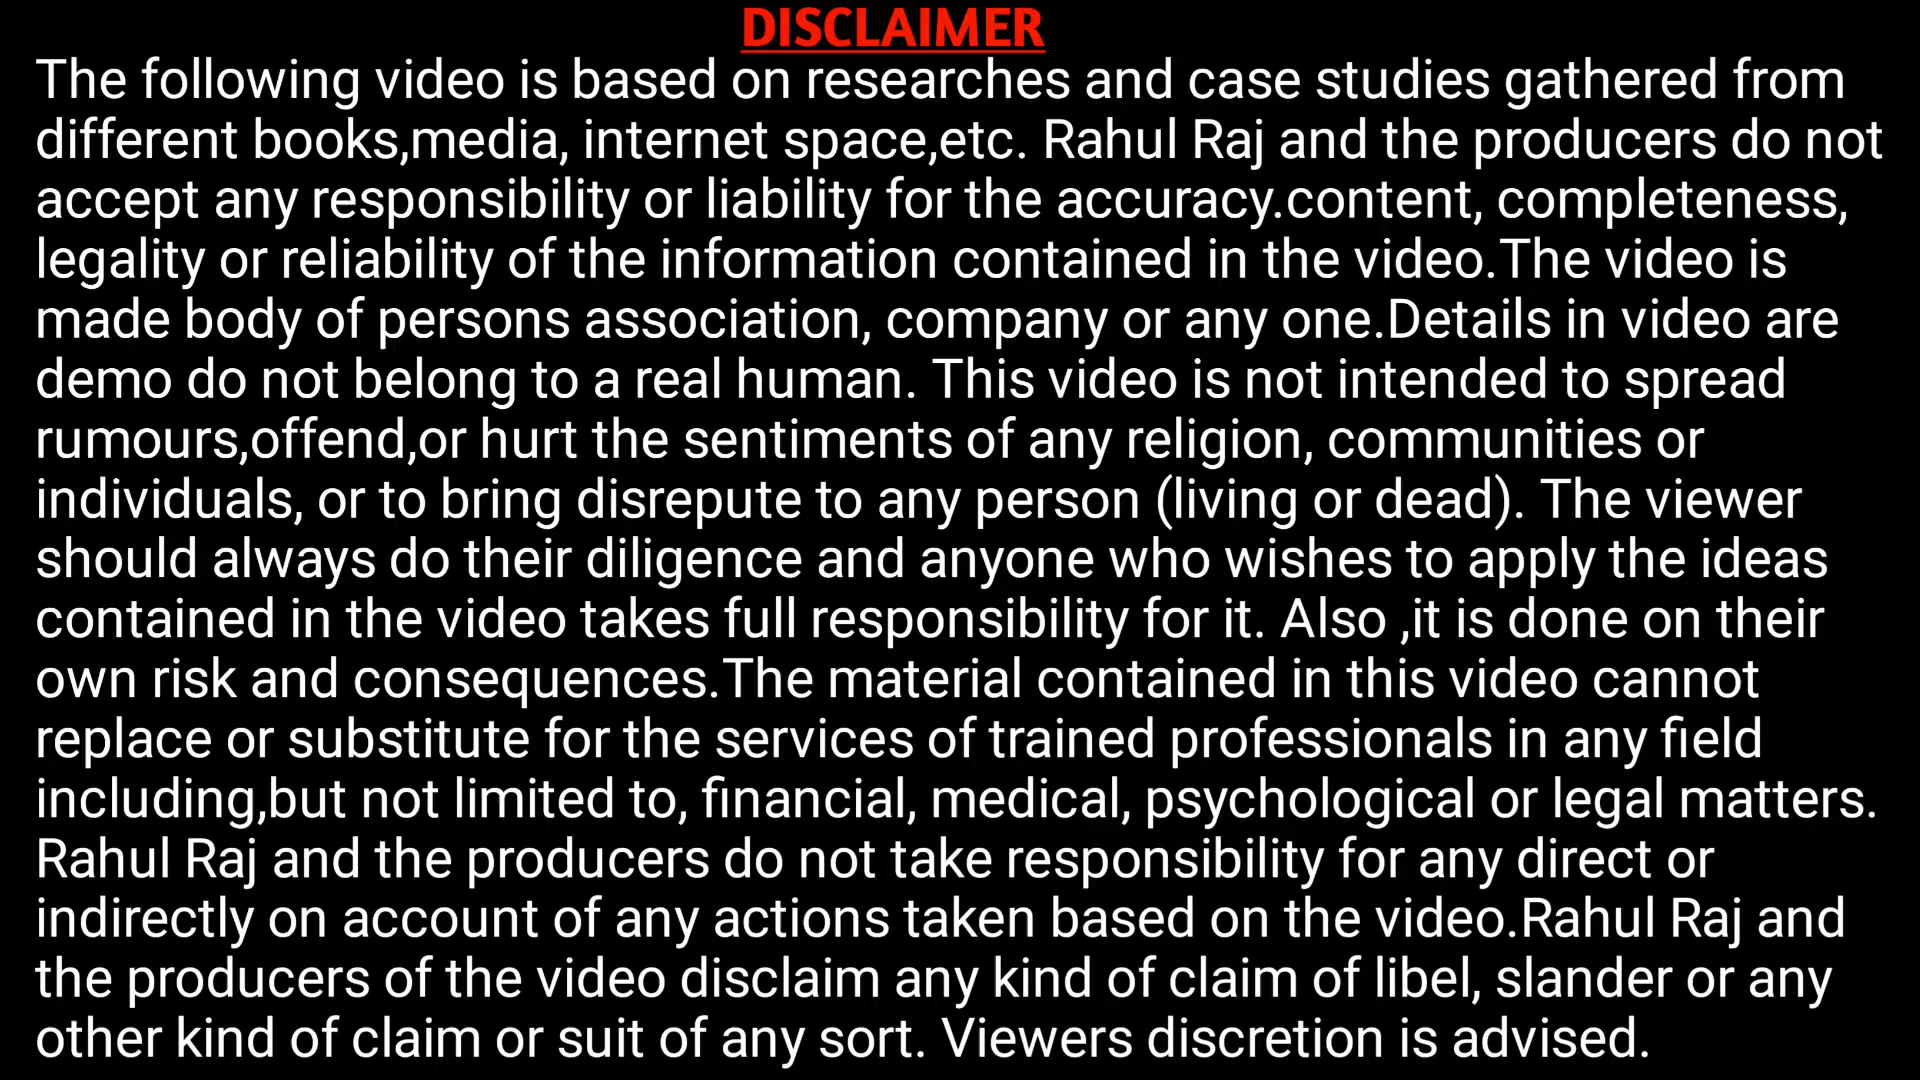 DISCLAIMER
The following video is based on researches and case studies gathered from
different books,media, internet space,etc. Rahul Raj and the producers do not
accept any responsibility or liability for the accuracy.content, completeness,
legality or reliability of the information contained in the video.The video is
made body of persons association, company or any one.Details in video are
demo do not belong to a real human. This video is not intended to spread
rumours,offend,or hurt the sentiments of any religion, communities or
individuals, or to bring disrepute to any person (living or dead). The viewer
should always do their diligence and anyone who wishes to apply the ideas
contained in the video takes full responsibility for it. Also ,it is done on their
own risk and consequences.The material contained in this video cannot
replace or substitute for the services of trained professionals in any field
including,but not limited to, financial, medical, psychological or legal matters.
Rahul Raj and the producers do not take responsibility for any direct or
indirectly on account of any actions taken based on the video.Rahul Raj and
the producers of the video disclaim any kind of claim of libel, slander or any
other kind of claim or suit of any sort. Viewers discretion is advised.